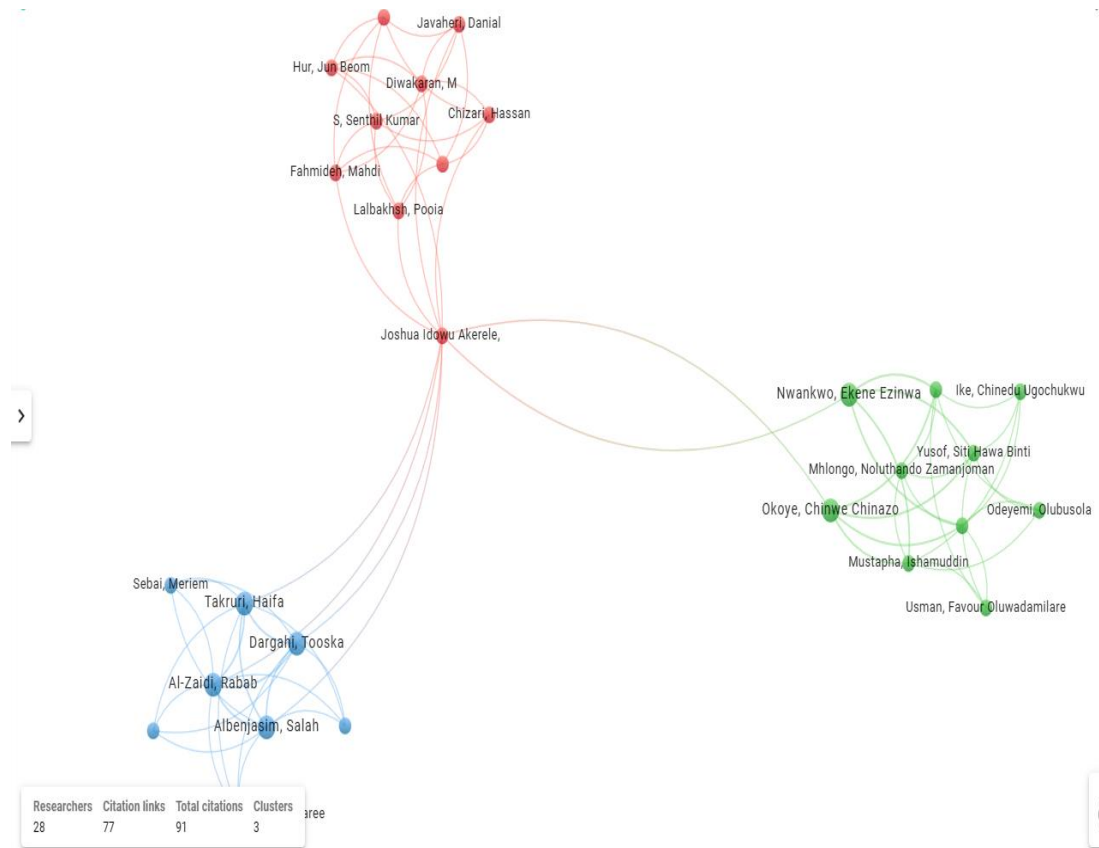 Javaheri, Danial
Hur, Jun Beom
Diwakaran, M
Chizari, Hassan
S, Senthil Kumar
Fahmideh, Mahdi
Lalbakhsh, Pooia
Joshua Idowu Akerele,
Nwankwo, Ekene Ezinwa
Ike, Chinedu Ugochukwu
Yusof, Siti Hawa Binti
Mhlongo, Noluthando Zamanjoman
Okoye, Chinwe Chinazo
Odeyemi, Olubusola
Mustapha, Ishamuddin
Usman, Favour Oluwadamilare
Sebai, Meriem
Takruri, Haifa
Dargahi, Tooska
Al-Zaidi, Rabab
Albenjasim, Salah
Researchers Citation links Total citations Clusters
28 77 91 3
aree